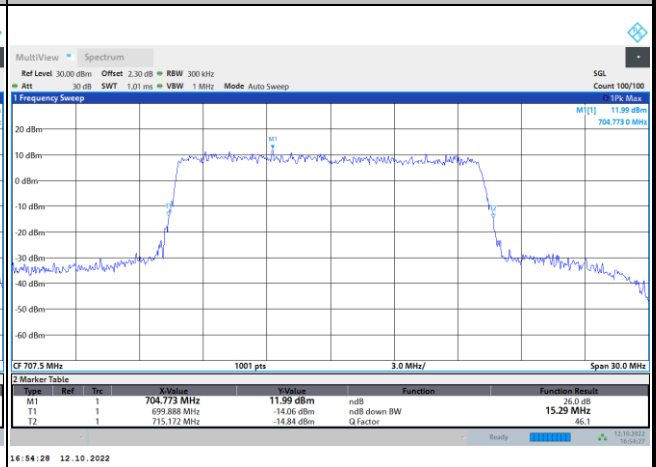 MultiView Spectrum
Ref Level 30.00 dBm Offset 2.30 dB RBW 300 kHz SGL
Att 30 dB SWT 1.01 ms VBW 1 MHz Mode Auto Sweep Count 100/100
1 Frequency Sweep 1Pk Max
M1[1] 11.99 dBm
704.773 0 MHz
20 dBm
M1
10 dBm
0 dBm
-10 dBm
-20 dBm
-30 dBm
-40 dBm
-50 dBm
-60 dBm
CF 707.5 MHz 1001 pts 3.0 MHz/ Span 30.0 MHz
2 Marker Table
Type Ref Trc X-Value Y-Value Function Function Result
M1 1 704.773 MHz 11.99 dBm ndB 26.0 dB
T1 1 699.888 MHz -14.06 dBm ndB down BW 15.29 MHz
T2 1 715.172 MHz -14.84 dBm Q Factor 46.1
Ready 12.10.2022
16:54:27
16:54:28 12.10.2022